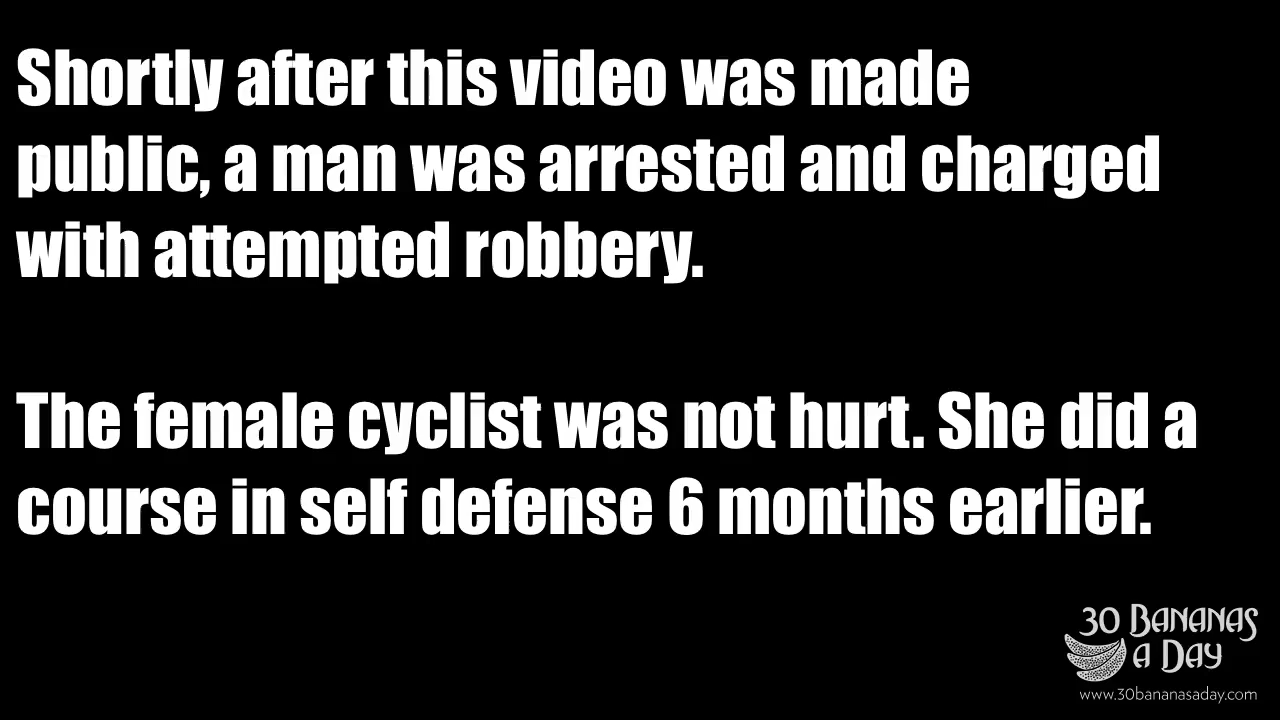 Shortly after this video was made
public, a man was arrested and charged
with attempted robbery.
The female cyclist was not hurt. She did a
course in self defense 6 months earlier.
30 BANANAS
a DAY
www.30bananasaday.com